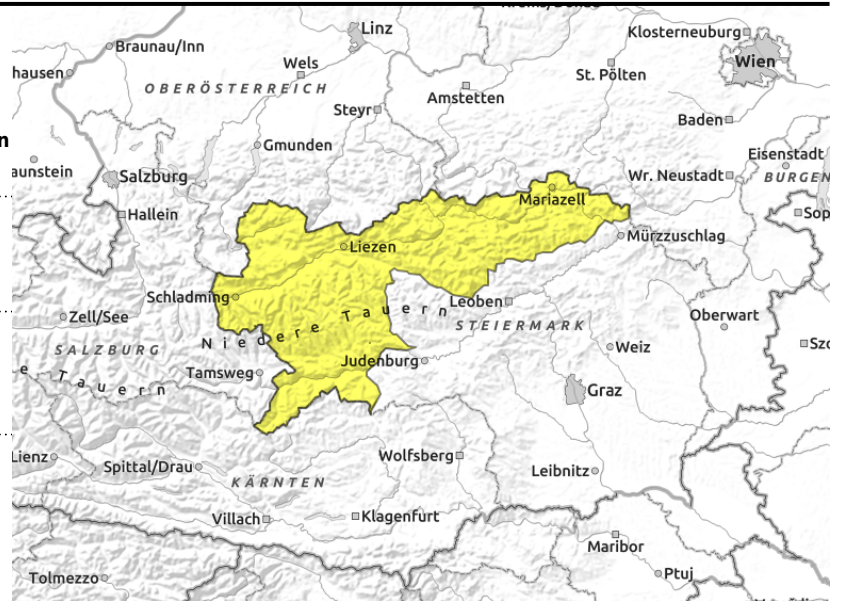 Linz
Klosterneuburg
Braunau/Inn
Wien
Wels
hausen
St. Pölten
OBERÖSTERREICH
Amstetten
Steyr
Baden
n
Gmunden
Eisenstadt
aunstein
Salzburg
Wr. Neustadt
BURGEN
Mariazell
Hallein
Sop
Mürzzuschlag
Liezen
Schladming
Leoben
Zell/See
Niedere Tauern
STEIERMARK
Oberwart
SALZBURG
Weiz
Szo
Judenburg
Tamsweg
e Tauern
Graz
Lienz
Spittal/Drau
Wolfsberg
Leibnitz
KÄRNTEN
Villach
Klagenfurt
Maribor
Tolmezzo
Ptuj